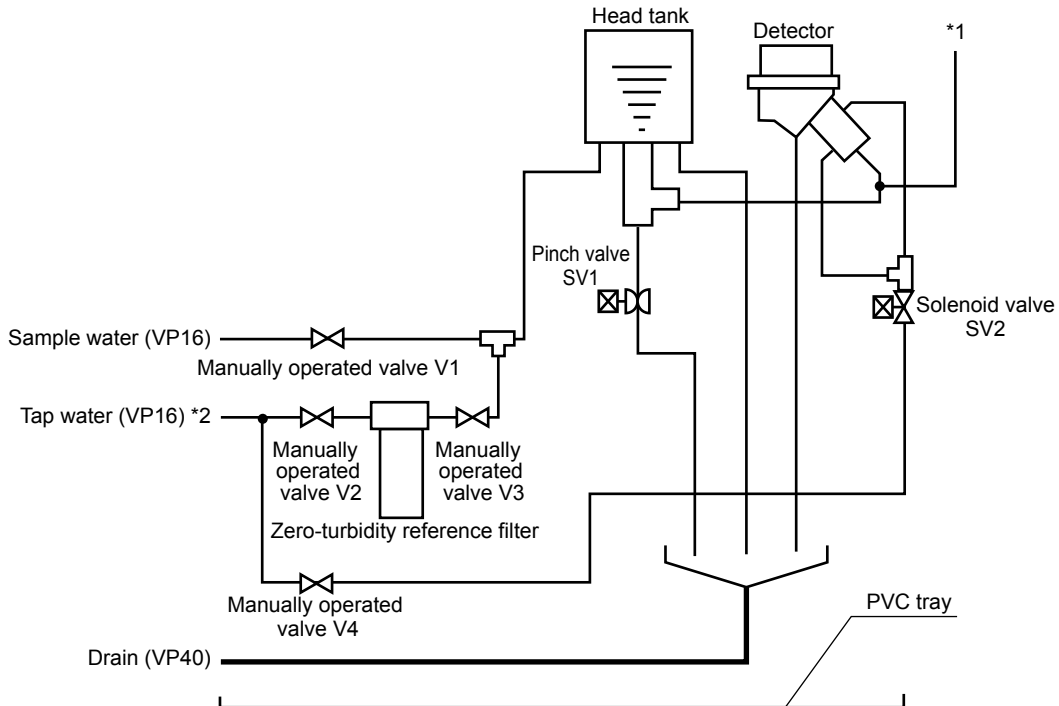 Head tank
Detector
*1
Pinch valve
SV1
Solenoid valve
SV2
Sample water (VP16)
Manually operated valve V1
Tap water (VP16) *2
Manually
operated
valve V2
Manually
operated
valve V3
Zero-turbidity reference filter
Manually operated
valve V4
PVC tray
Drain (VP40)